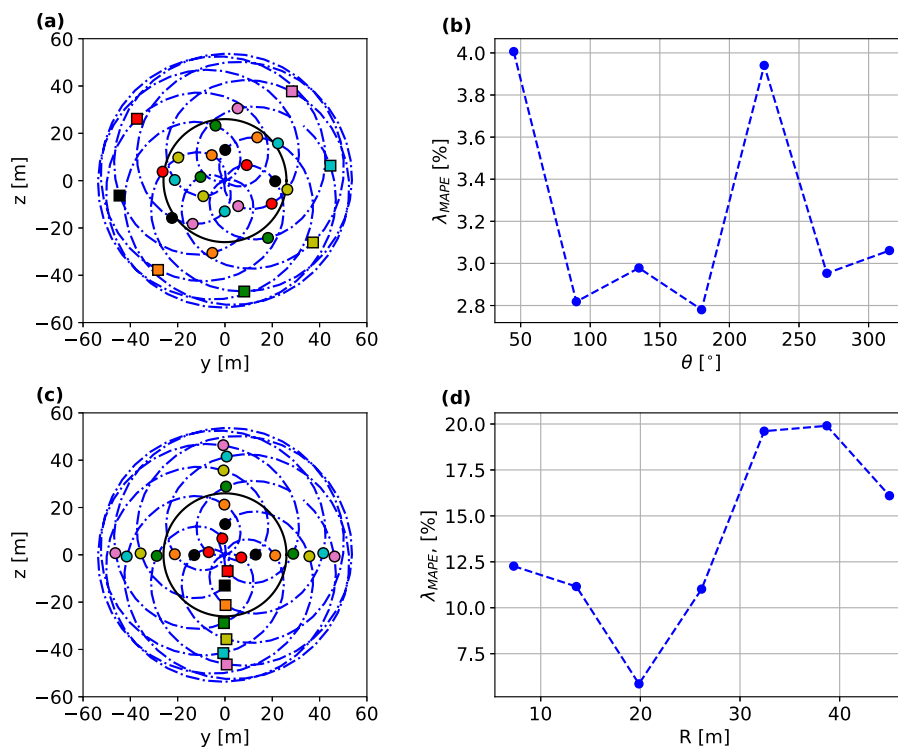 (a)
60
40
20
0
−20
−40
−60
−60 −40 −20 0 20 40 60
z [m]
y [m]
(b)
4.0
3.8
3.6
3.4
3.2
3.0
2.8
50 100 150 200 250 300
λMAPE [%]
θ [°]
(c)
60
40
20
0
−20
−40
−60
−60 −40 −20 0 20 40 60
z [m]
y [m]
(d)
20.0
17.5
15.0
12.5
10.0
7.5
10 20 30 40
λMAPE, [%]
R [m]